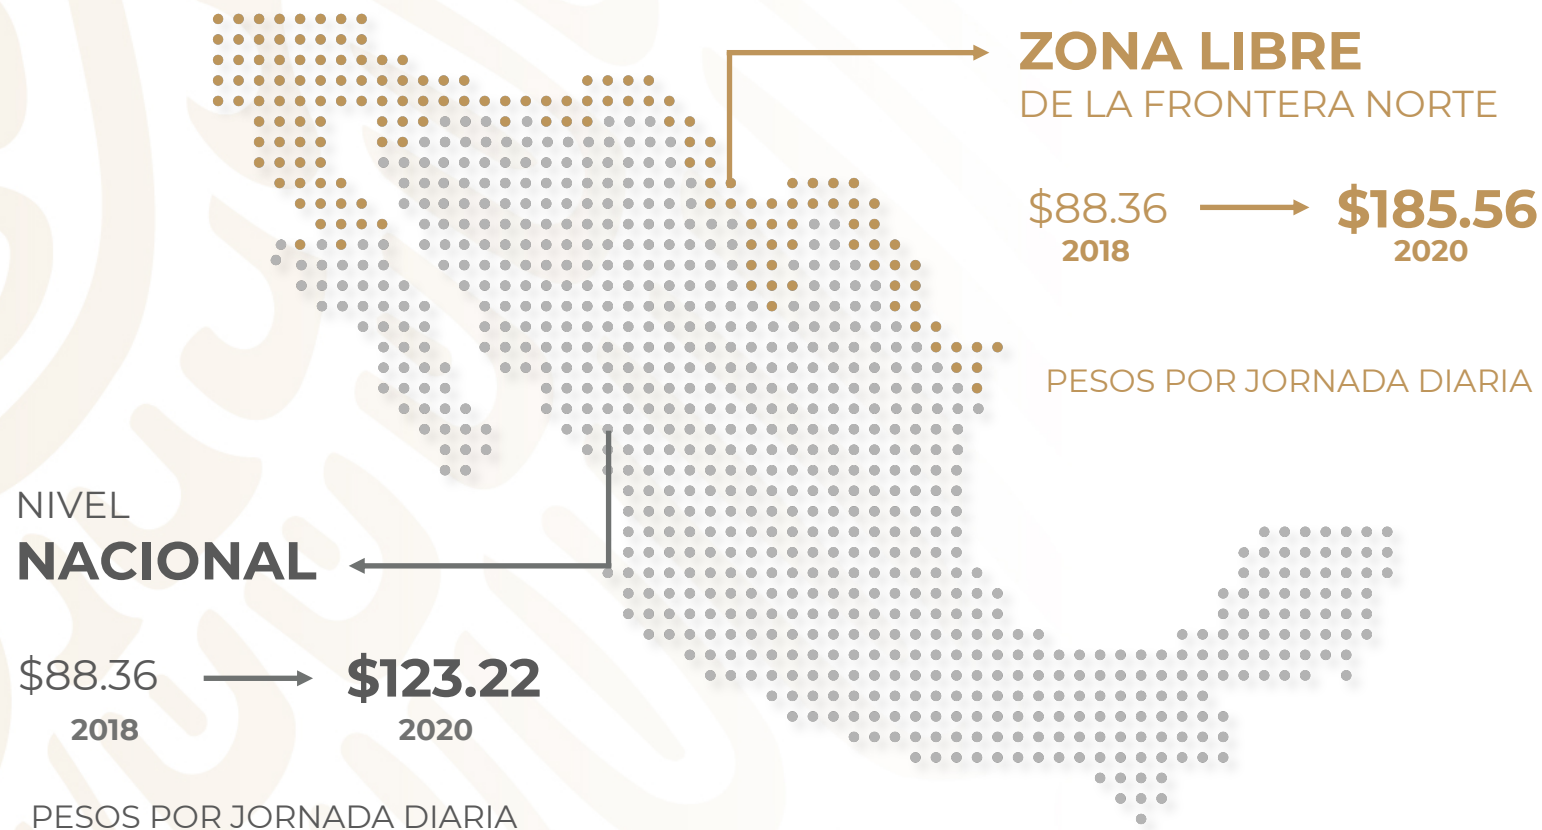 ZONA LIBRE
DE LA FRONTERA NORTE
$88.36 $185.56
2018 2020
PESOS POR JORNADA DIARIA
NIVEL
NACIONAL
$88.36 $123.22
2018 2020
PESOS POR JORNADA DIARIA